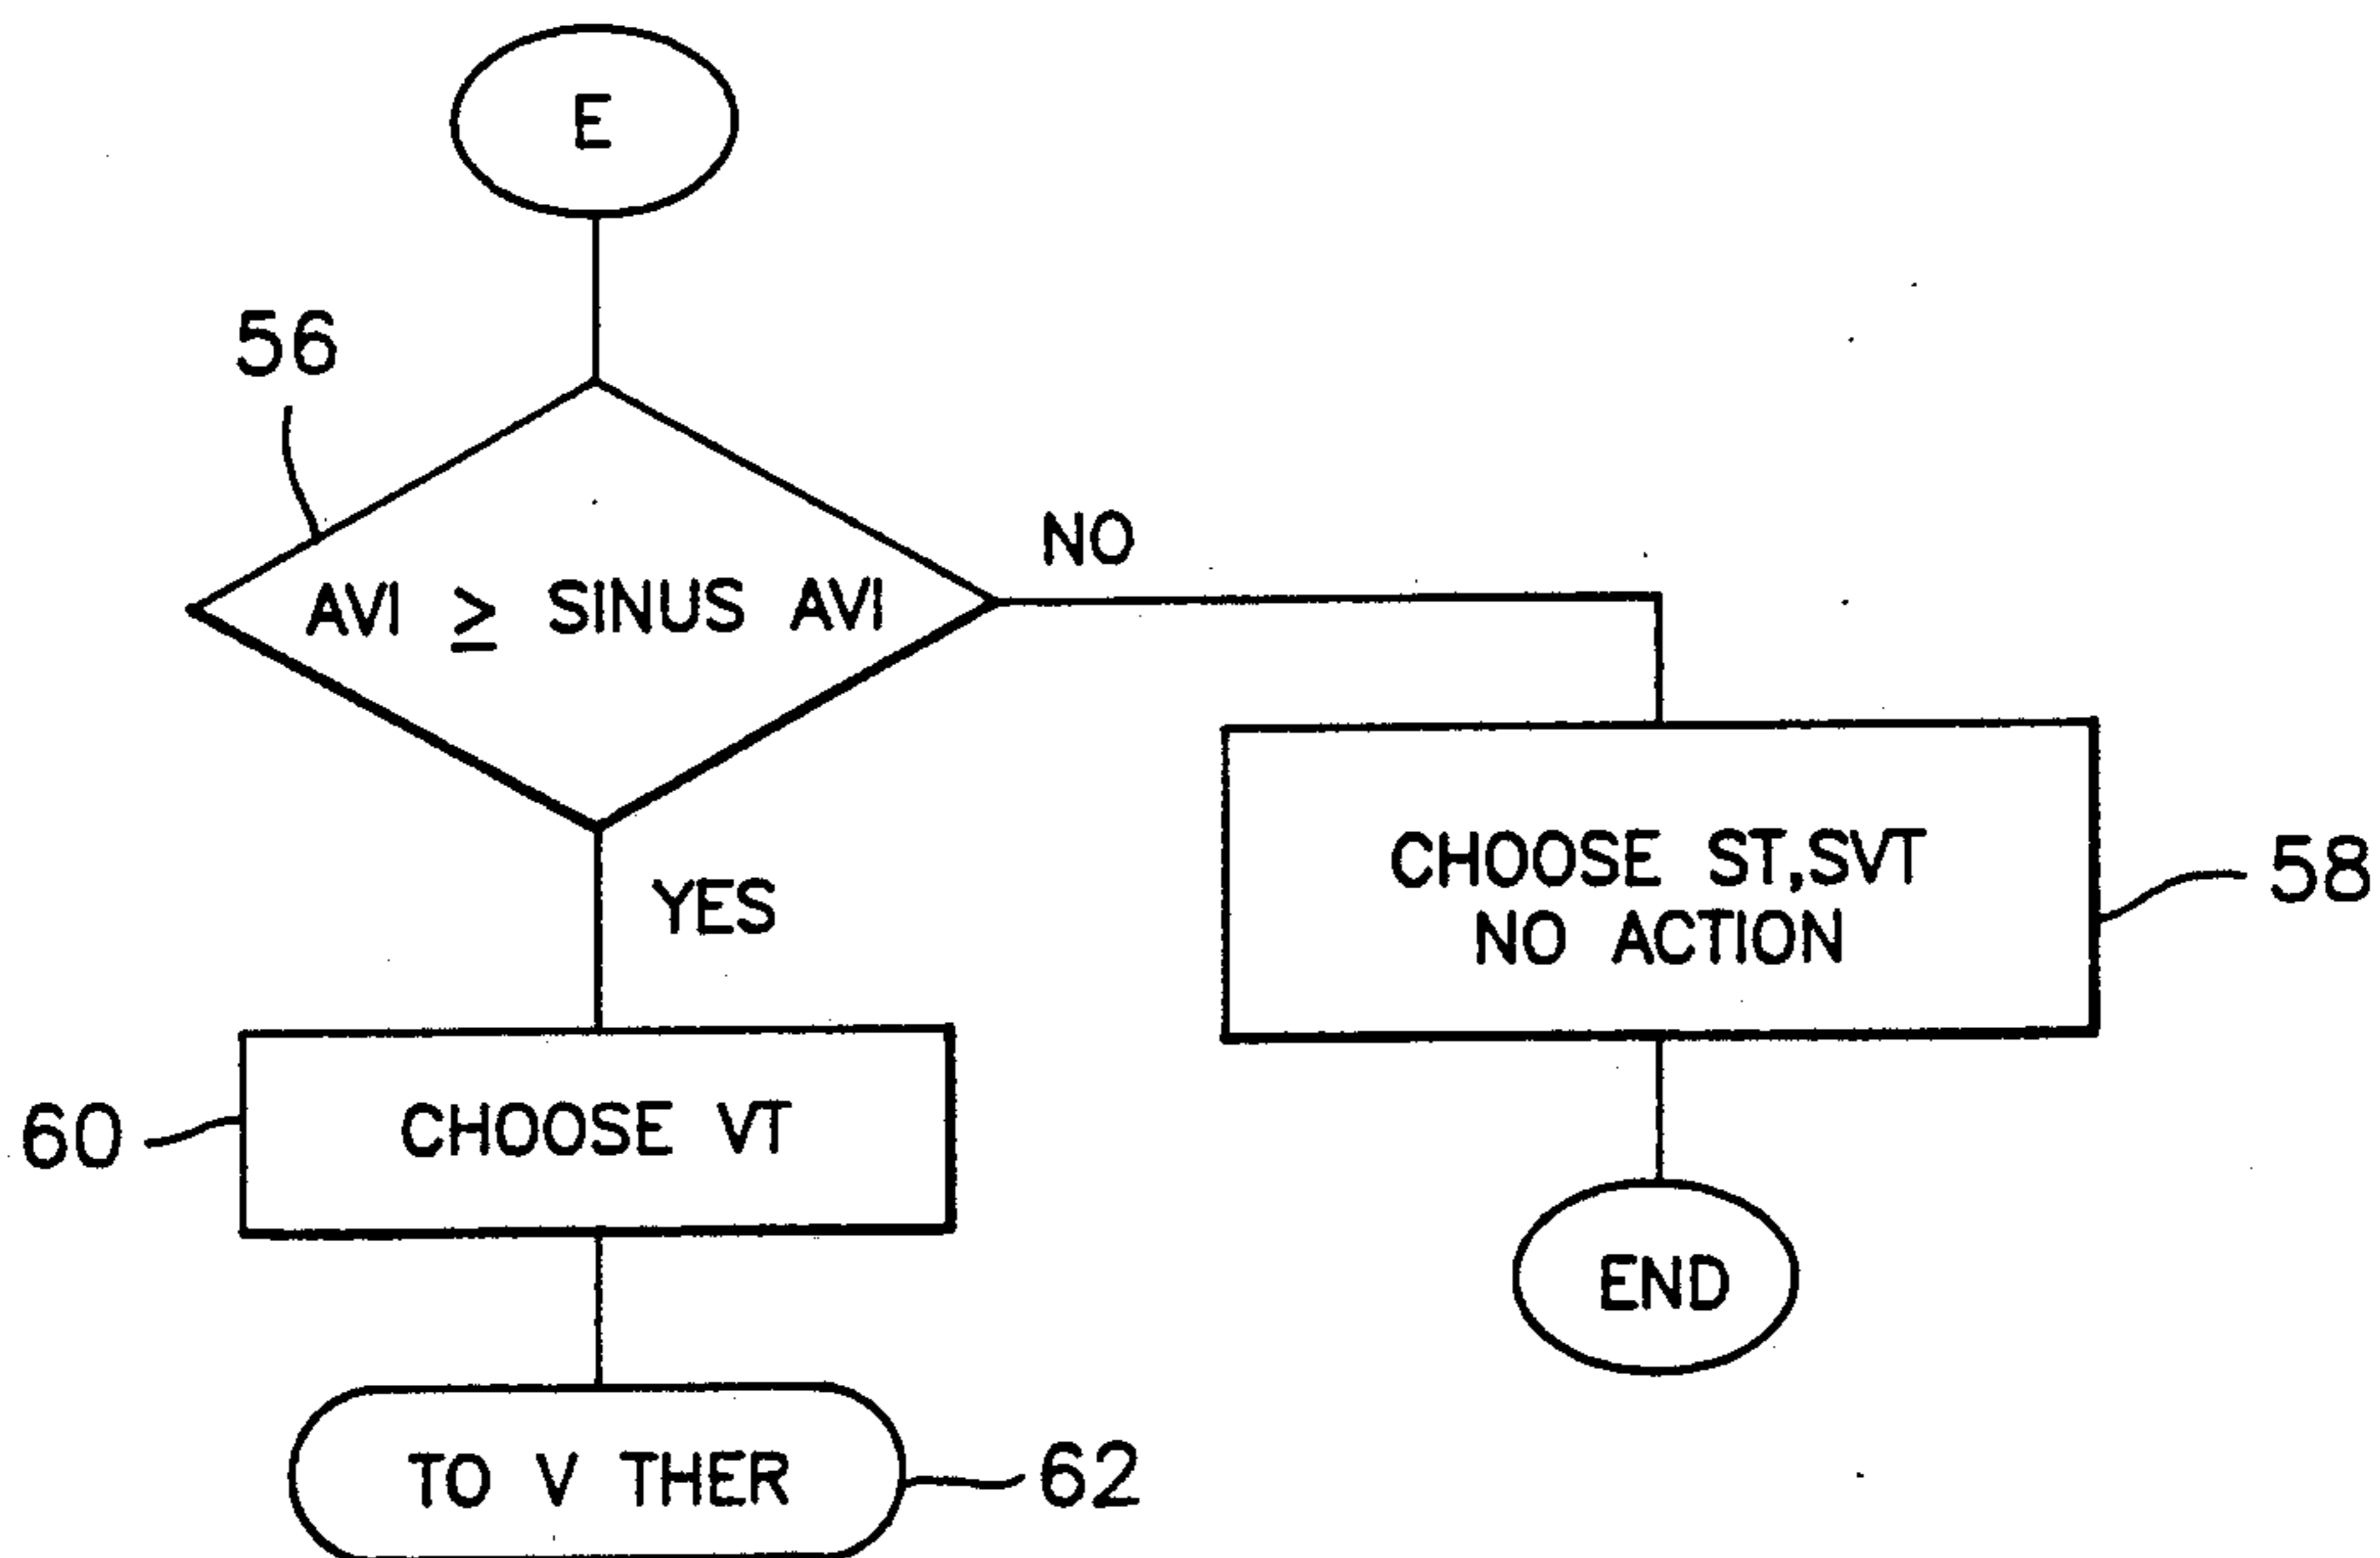 E
56
AVI ≥ SINUS AVI
NO
YES
CHOOSE ST,SVT
NO ACTION
58
60
CHOOSE VT
END
TO V THER
62